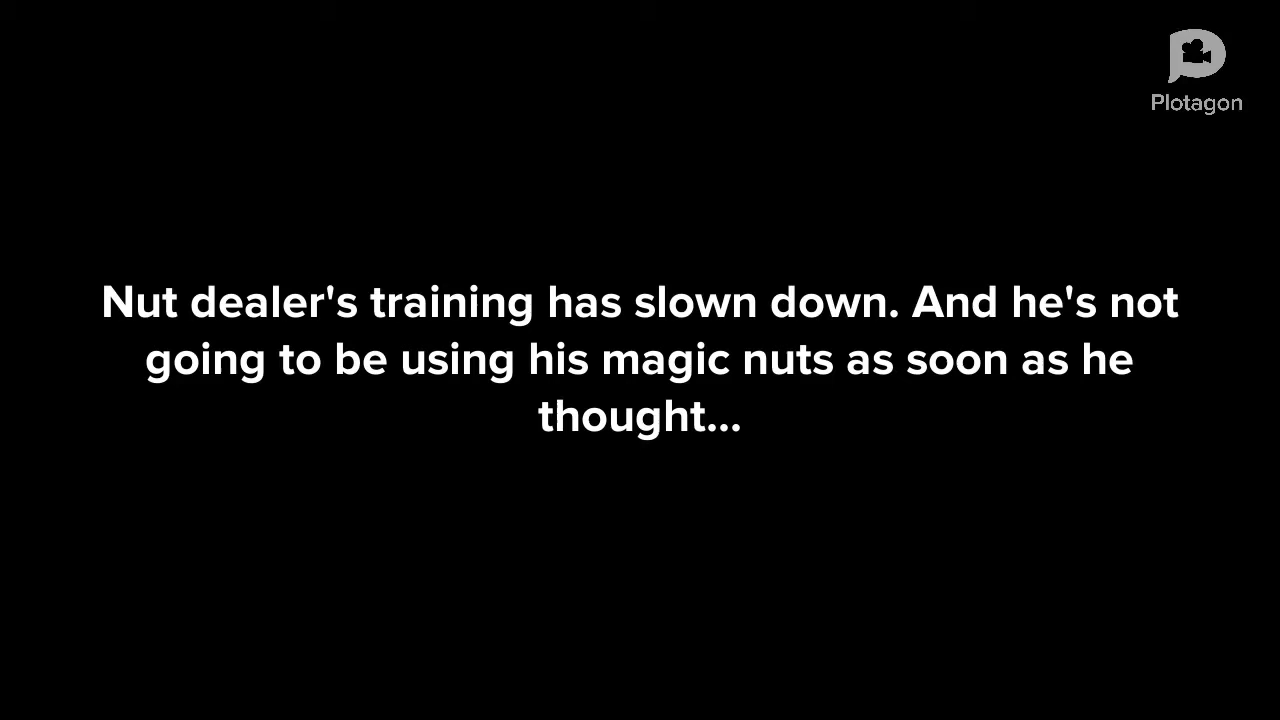 Plotagon
Nut dealer's training has slown down. And he's not
going to be using his magic nuts as soon as he
thought...